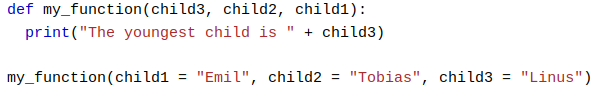 def my_function(child3, child2, child1):
  print("The youngest child is " + child3)

my_function(child1 = "Emil", child2 = "Tobias", child3 = "Linus")